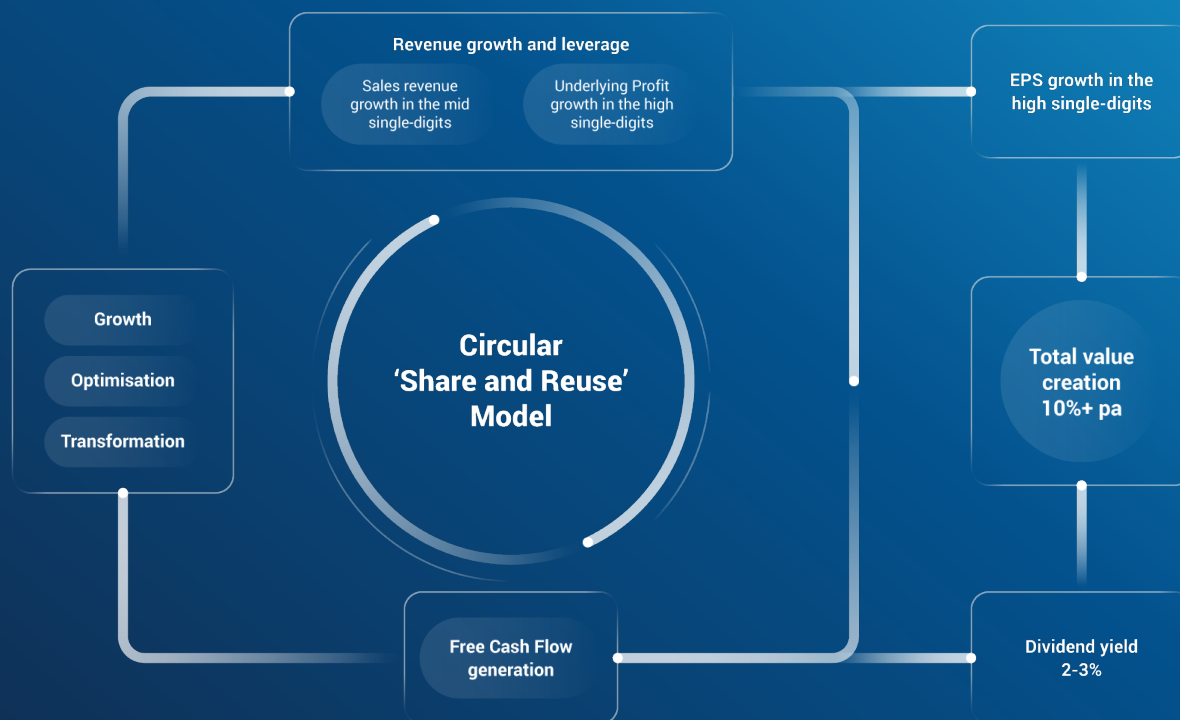 Revenue growth and leverage
Sales revenue
growth in the mid
single-digits
Underlying Profit
growth in the high
single-digits
EPS growth in the
high single-digits
Growth
Optimisation
Transformation
Circular
‘Share and Reuse’
Model
Total value
creation
10%+ pa
Free Cash Flow
generation
Dividend yield
2-3%